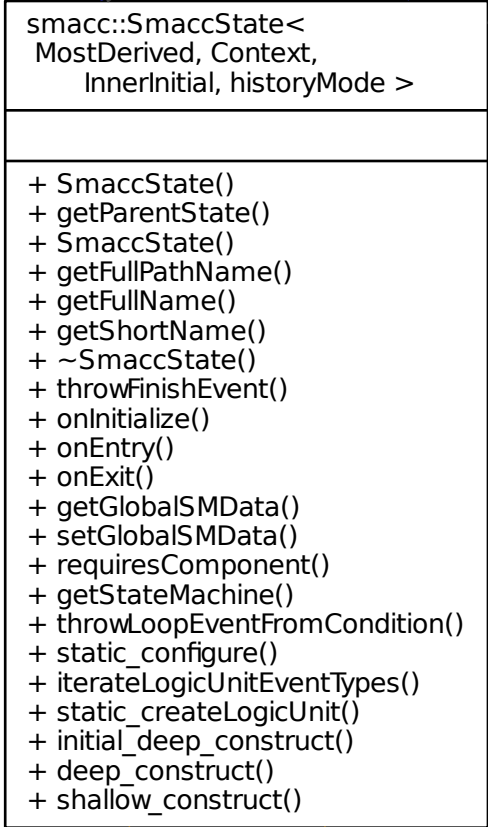 smacc::SmaccState<
MostDerived, Context,
InnerInitial, historyMode >
+ SmaccState()
+ getParentState()
+ SmaccState()
+ getFullPathName()
+ getFullName()
+ getShortName()
+ ~SmaccState()
+ throwFinishEvent()
+ onInitialize()
+ onEntry()
+ onExit()
+ getGlobalSMData()
+ setGlobalSMData()
+ requiresComponent()
+ getStateMachine()
+ throwLoopEventFromCondition()
+ static_configure()
+ iterateLogicUnitEventTypes()
+ static_createLogicUnit()
+ initial_deep_construct()
+ deep_construct()
+ shallow_construct()